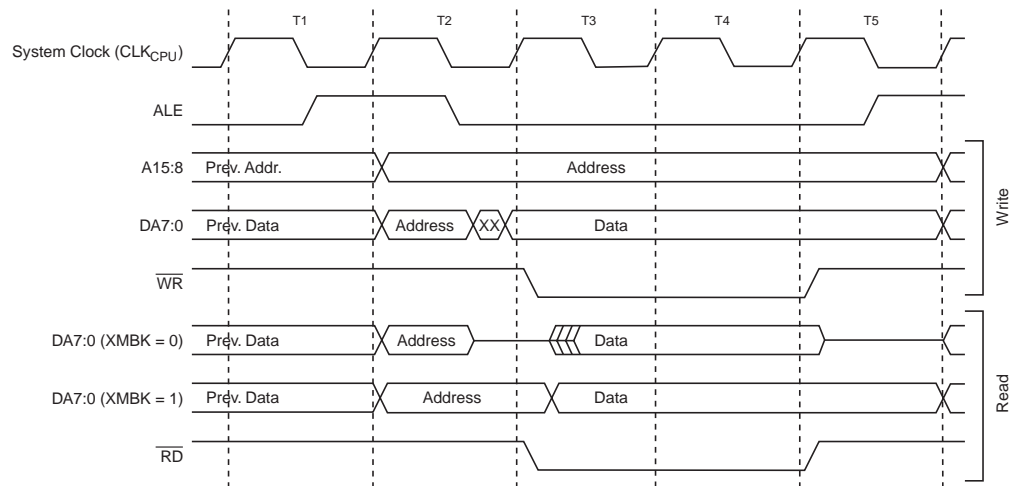 T1 T2 T3 T4 T5
System Clock (CLKCPU)
ALE
A15:8 Prev. Addr. Address
DA7:0 Prev. Data Address XX Data
WR
Write
DA7:0 (XMBK = 0) Prev. Data Address Data
DA7:0 (XMBK = 1) Prev. Data Address Data
RD
Read